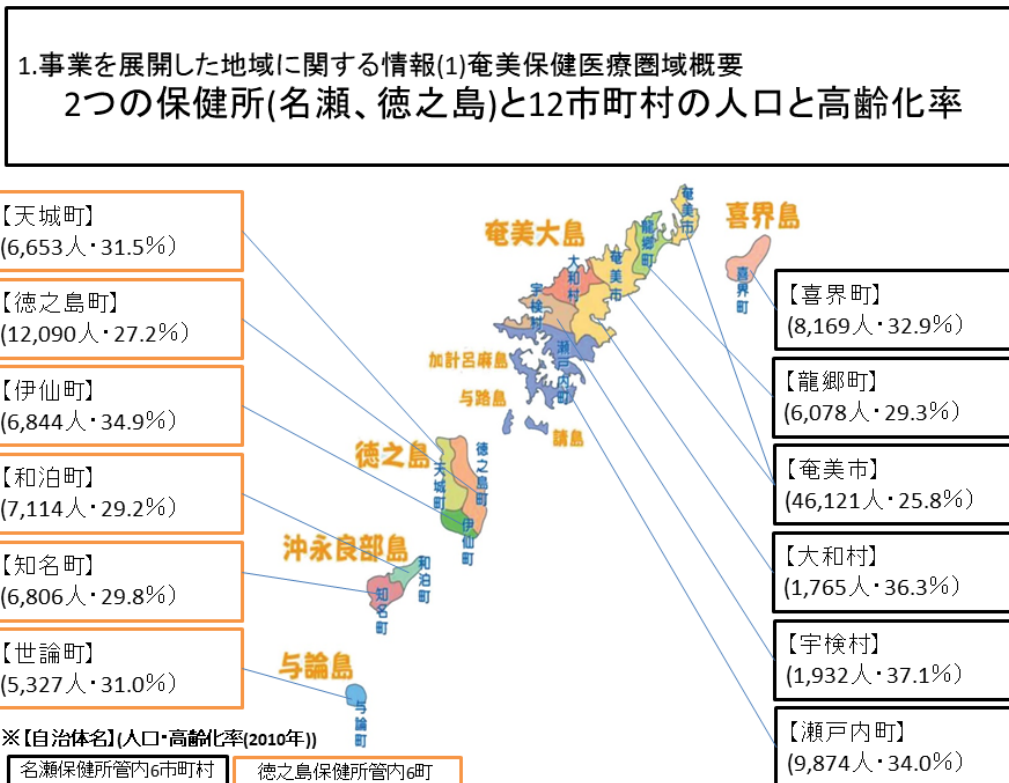 1.事業を展開した地域に関する情報(1)奄美保健医療圏域概要
2つの保健所(名瀬、徳之島)と12市町村の人口と高齢化率
【天城町】
(6,653人・31.5%)
【徳之島町】
(12,090人・27.2%)
【伊仙町】
(6,844人・34.9%)
【和泊町】
(7,114人・29.2%)
【知名町】
(6,806人・29.8%)
【世論町】
(5,327人・31.0%)
奄美大島
喜界島
奄美市
龍郷町
奄美市
大和村
宇検村
瀬戸内町
喜界町
加計呂麻島
与路島
請島
徳之島
天城町
徳之島町
伊仙町
沖永良部島
和泊町
知名町
与論島
与論町
【喜界町】
(8,169人・32.9%)
【龍郷町】
(6,078人・29.3%)
【奄美市】
(46,121人・25.8%)
【大和村】
(1,765人・36.3%)
【宇検村】
(1,932人・37.1%)
【瀬戸内町】
(9,874人・34.0%)
※【自治体名】(人口・高齢化率(2010年))
名瀬保健所管内6市町村
徳之島保健所管内6町